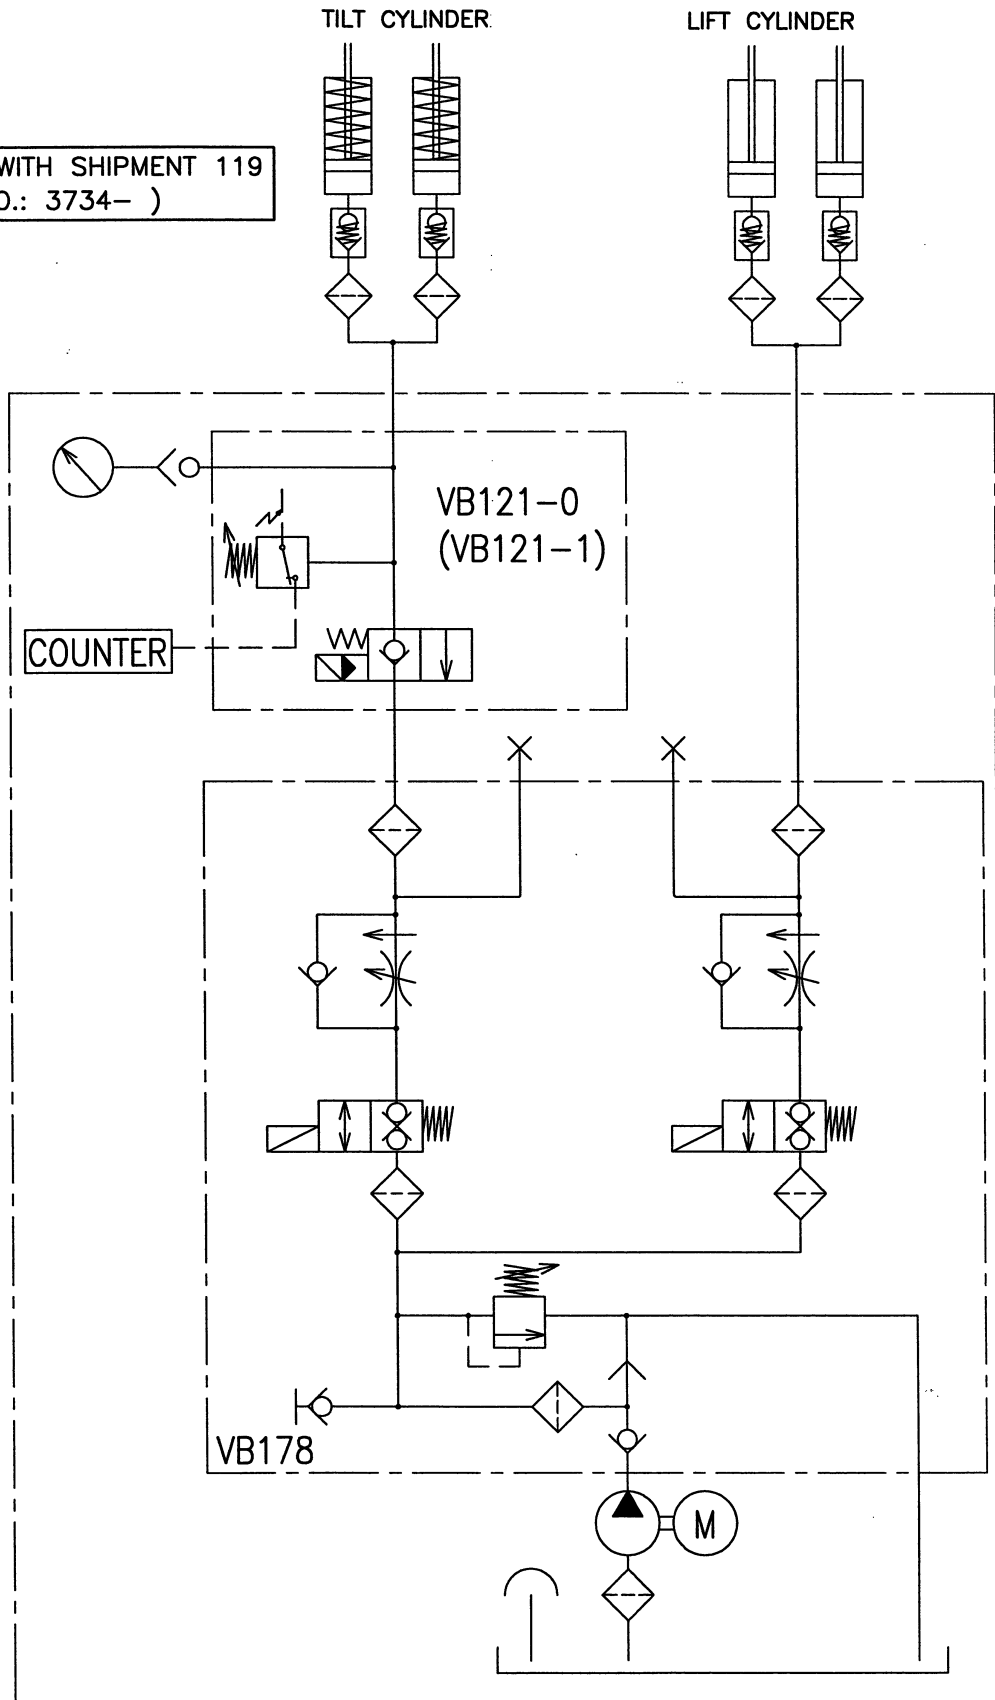 TILT CYLINDER
LIFT CYLINDER
WITH SHIPMENT 119
O.: 3734- )
VB121-0
(VB121-1)
COUNTER
VB178
M